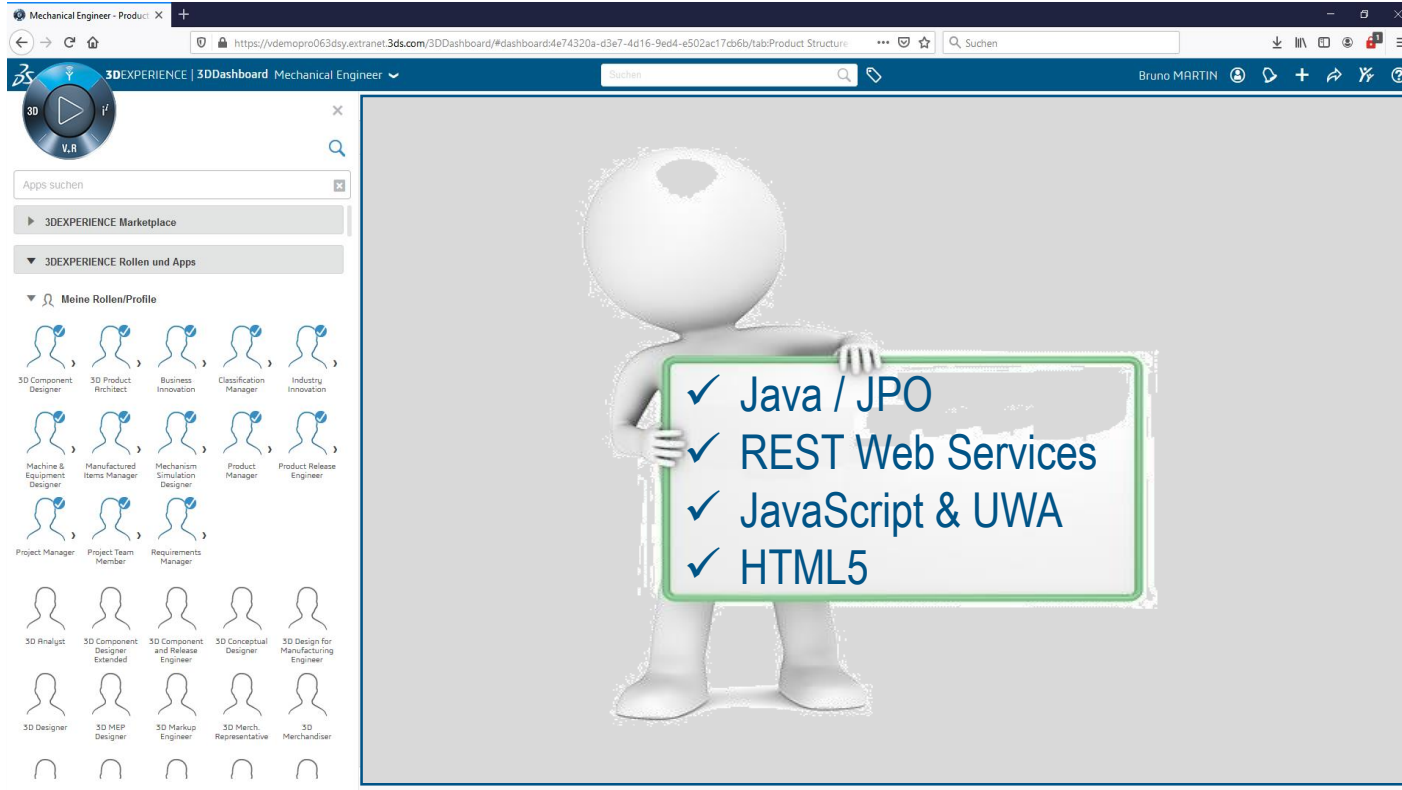 Mechanical Engineer - Product
https://vdemopro063dsy.extranet.3ds.com/3DDashboard/#dashboard:4e74320a-d3e7-4d16-9ed4-e502ac17cb6b/tab:Product Structure
Suchen
1
3DEXPERIENCE | 3DDashboard Mechanical Engineer
Suchen
Bruno MARTIN
3D
V.R
Apps suchen
3DEXPERIENCE Marketplace
3DEXPERIENCE Rollen und Apps
Meine Rollen/Profile
3D Component Designer
3D Product Architect
Business Innovation
Classification Manager
Industry Innovation
Machine & Equipment Designer
Manufactured Items Manager
Mechanism Simulation Designer
Product Manager
Product Release Engineer
Project Manager
Project Team Member
Requirements Manager
3D Analyst
3D Component Designer Extended
3D Component and Release Engineer
3D Conceptual Designer
3D Design for Manufacturing Engineer
3D Designer
3D MEP Designer
3D Markup Engineer
3D Merch. Representative
3D Merchandiser
✓ Java / JPO
✓ REST Web Services
✓ JavaScript & UWA
✓ HTML5